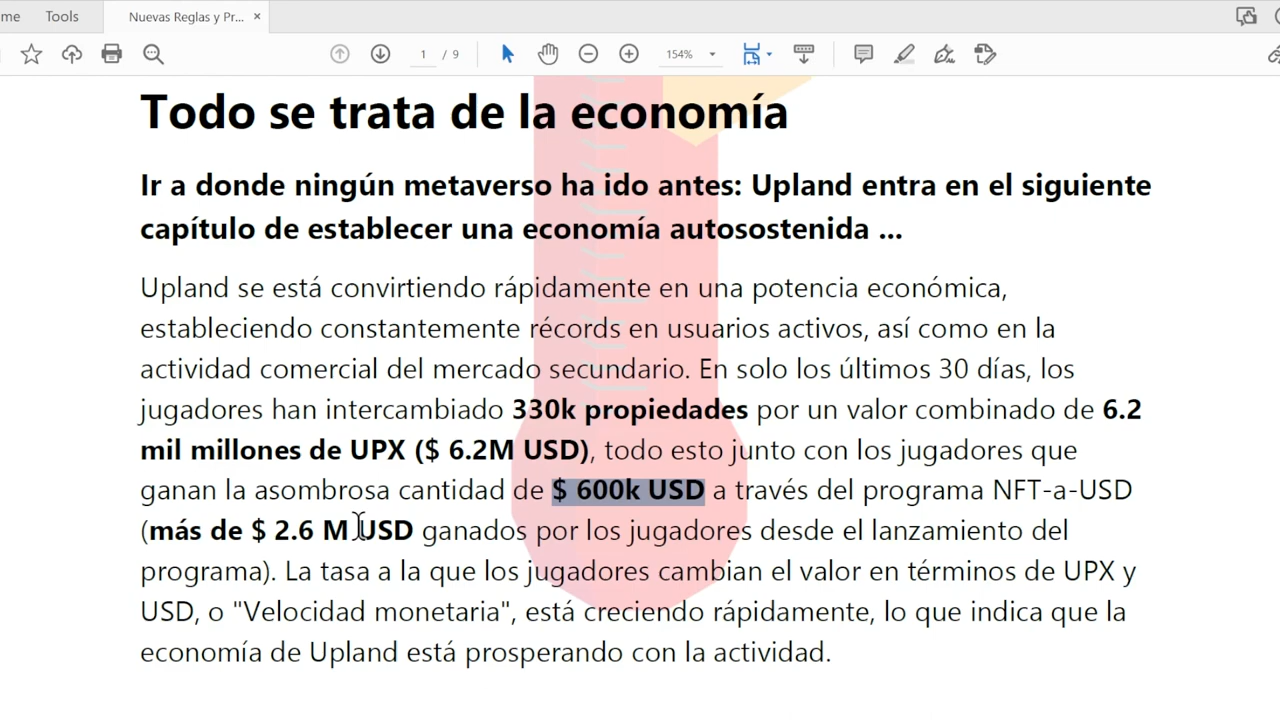 me Tools Nuevas Reglas y Pr... ×
1 / 9 154%
Todo se trata de la economía
Ir a donde ningún metaverso ha ido antes: Upland entra en el siguiente
capítulo de establecer una economía autosostenida ...
Upland se está convirtiendo rápidamente en una potencia económica,
estableciendo constantemente récords en usuarios activos, así como en la
actividad comercial del mercado secundario. En solo los últimos 30 días, los
jugadores han intercambiado 330k propiedades por un valor combinado de 6.2
mil millones de UPX ($ 6.2M USD), todo esto junto con los jugadores que
ganan la asombrosa cantidad de $ 600k USD a través del programa NFT-a-USD
(más de $ 2.6 M USD ganados por los jugadores desde el lanzamiento del
programa). La tasa a la que los jugadores cambian el valor en términos de UPX y
USD, o "Velocidad monetaria", está creciendo rápidamente, lo que indica que la
economía de Upland está prosperando con la actividad.